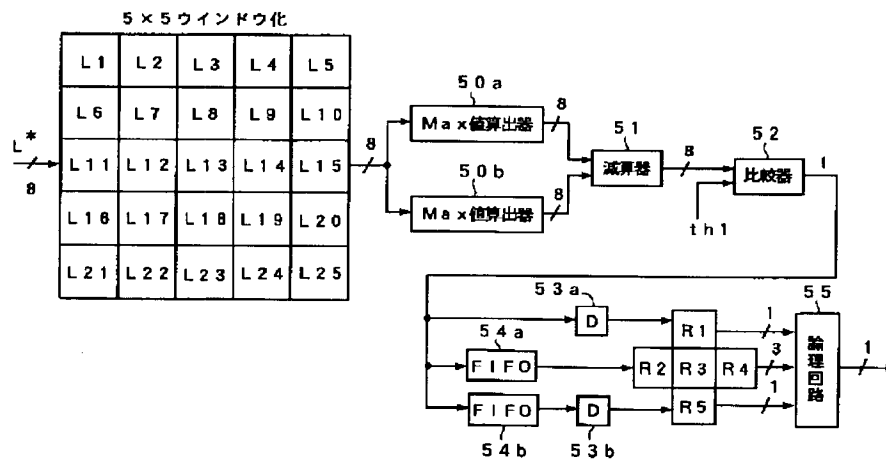 5×5ウインドウ化
L1 L2 L3 L4 L5
L6 L7 L8 L9 L10
L11 L12 L13 L14 L15
L16 L17 L18 L19 L20
L21 L22 L23 L24 L25
L*
8
8
50a
Max値算出器
8
50b
Max値算出器
8
51
減算器
8
52
比較器
1
th1
53a
D
54a
FIFO
FIFO
54b
D
53b
R1
R2 R3 R4
R5
1
3
1
55
論理回路
1